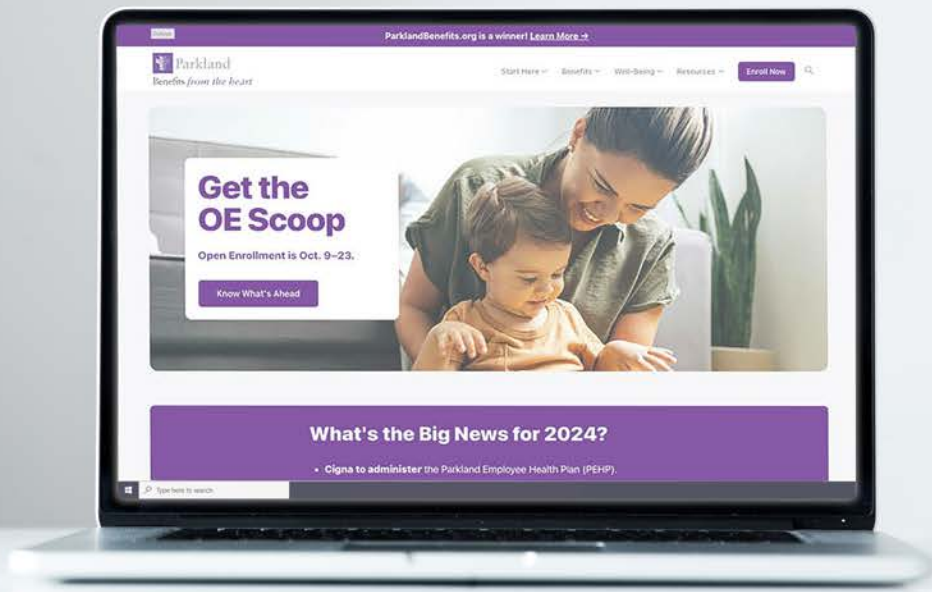 ParklandBenefits.org is a winner! Learn More →
Parkland
Benefits from the heart
Start Here Benefits Well-Being Resources Enroll Now
Get the
OE Scoop
Open Enrollment is Oct. 9–23.
Know What's Ahead
What's the Big News for 2024?
• Cigna to administer the Parkland Employee Health Plan (PEHP).
Type here to search